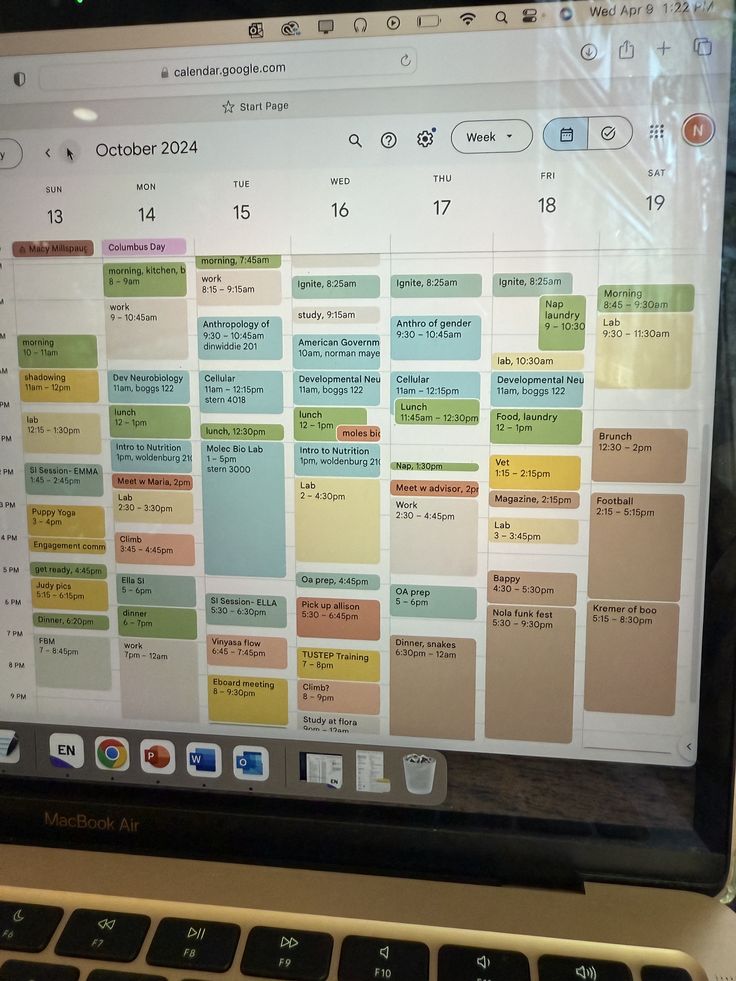 Wed Apr 9 1:22 PM
calendar.google.com
Start Page
October 2024
Week
N
SUN
13
MON
14
TUE
15
WED
16
THU
17
FRI
18
SAT
19
Macy Millspaug
Columbus Day
morning
10 – 11am
shadowing
11am – 12pm
lab
12:15 – 1:30pm
SI Session- EMMA
1:45 – 2:45pm
Puppy Yoga
3 – 4pm
Engagement comm
get ready, 4:45pm
Judy pics
5:15 – 6:15pm
Dinner, 6:20pm
FBM
7 – 8:45pm
morning, kitchen, b
8 – 9am
work
9 – 10:45am
Dev Neurobiology
11am, boggs 122
lunch
12 – 1pm
Intro to Nutrition
1pm, woldenburg 210
Meet w Maria, 2pm
Lab
2:30 – 3:30pm
Climb
3:45 – 4:45pm
Ella SI
5 – 6pm
dinner
6 – 7pm
work
7pm – 12am
morning, 7:45am
work
8:15 – 9:15am
Anthropology of
9:30 – 10:45am
dinwiddie 201
Cellular
11am – 12:15pm
stern 4018
lunch, 12:30pm
Molec Bio Lab
1 – 5pm
stern 3000
SI Session- ELLA
5:30 – 6:30pm
Vinyasa flow
6:45 – 7:45pm
Eboard meeting
8 – 9:30pm
Ignite, 8:25am
study, 9:15am
American Governm
10am, norman maye
Developmental Neu
11am, boggs 122
lunch
12 – 1pm
moles bio
Intro to Nutrition
1pm, woldenburg 210
Lab
2 – 4:30pm
Oa prep, 4:45pm
Pick up allison
5:30 – 6:45pm
TUSTEP Training
7 – 8pm
Climb?
8 – 9pm
Study at flora
9pm – 12am
Ignite, 8:25am
Anthro of gender
9:30 – 10:45am
Cellular
11am – 12:15pm
Lunch
11:45am – 12:30pm
Nap, 1:30pm
Meet w advisor, 2pm
Work
2:30 – 4:45pm
OA prep
5 – 6pm
Dinner, snakes
6:30pm – 12am
Ignite, 8:25am
Nap
laundry
9 – 10:30
lab, 10:30am
Developmental Neu
11am, boggs 122
Food, laundry
12 – 1pm
Vet
1:15 – 2:15pm
Magazine, 2:15pm
Lab
3 – 3:45pm
Bappy
4:30 – 5:30pm
Nola funk fest
5:30 – 9:30pm
Morning
8:45 – 9:30am
Lab
9:30 – 11:30am
Brunch
12:30 – 2pm
Football
2:15 – 5:15pm
Kremer of boo
5:15 – 8:30pm
PM
PM
2 PM
3 PM
4 PM
5 PM
6 PM
7 PM
8 PM
9 PM
EN
P
W
O
MacBook Air
F6
F7
F8
F9
F10